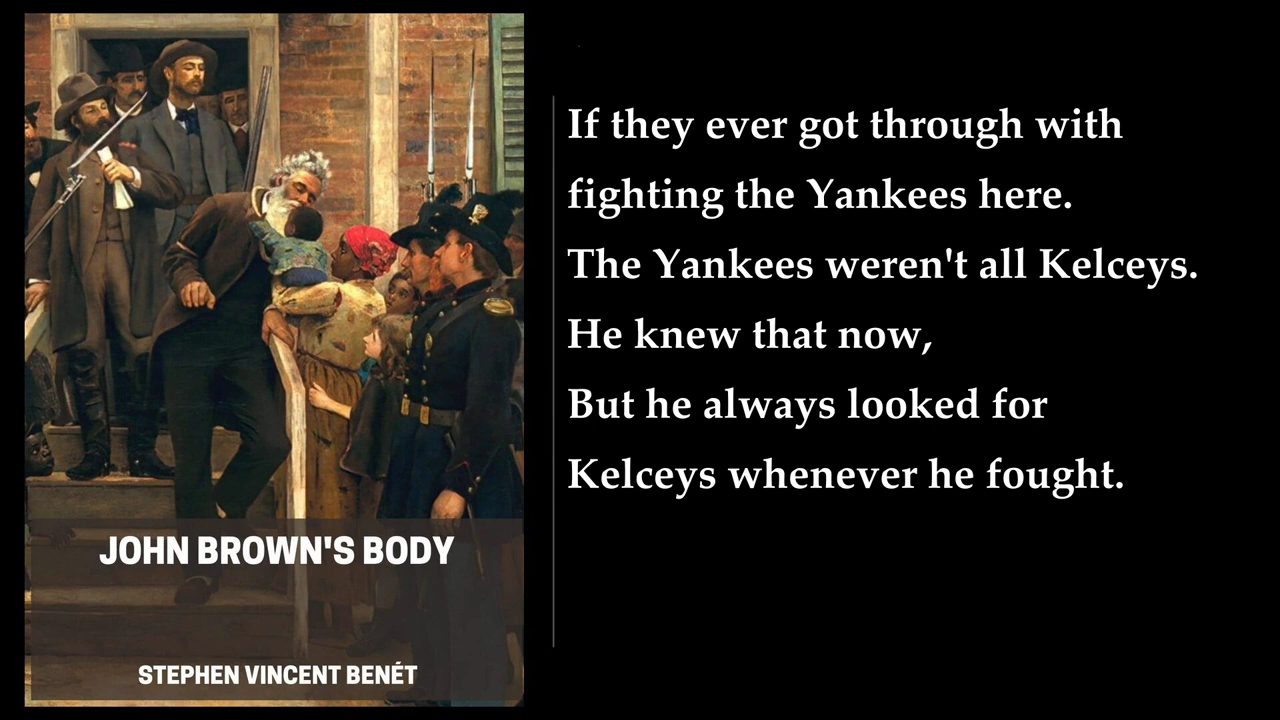 JOHN BROWN'S BODY
STEPHEN VINCENT BENÉT
If they ever got through with
fighting the Yankees here.
The Yankees weren't all Kelceys.
He knew that now,
But he always looked for
Kelceys whenever he fought.